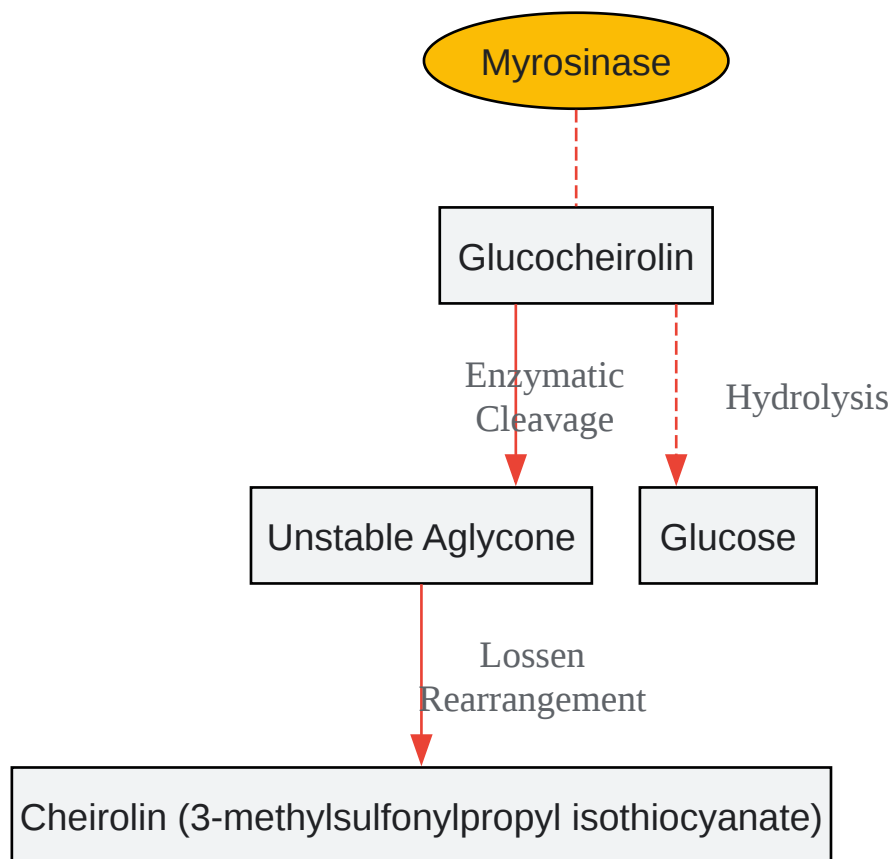 Myrosinase
Glucocheirolin
Enzymatic
Cleavage
Hydrolysis
Unstable Aglycone
Glucose
Lossen
Rearrangement
Cheirolin (3-methylsulfonylpropyl isothiocyanate)